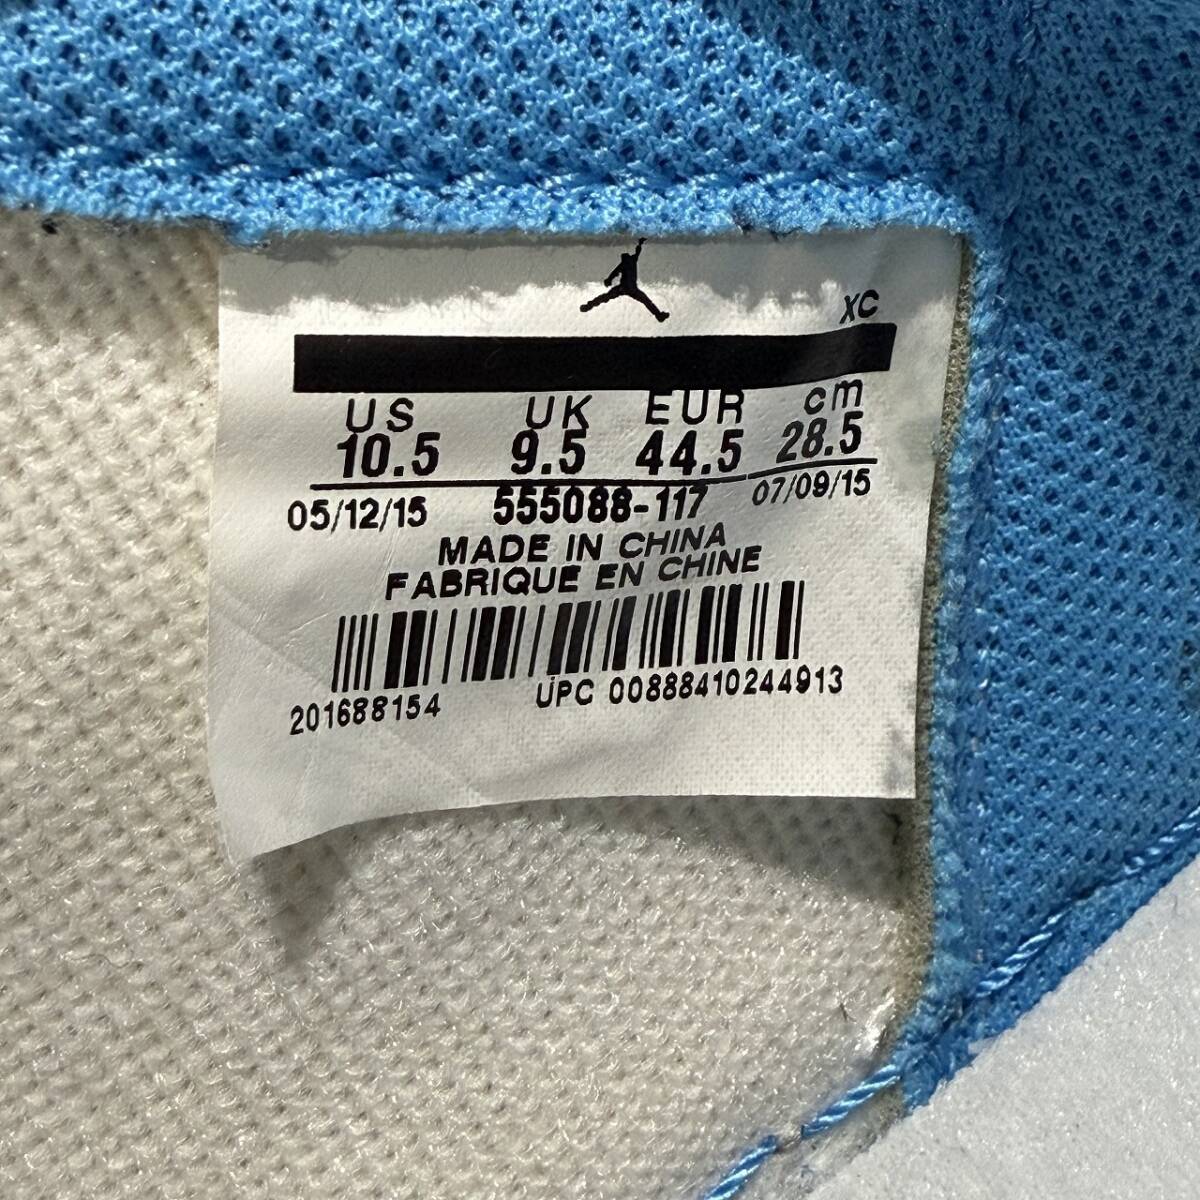 XC
US UK EUR cm
10.5 9.5 44.5 28.5
05/12/15 555088-117 07/09/15
MADE IN CHINA
FABRIQUE EN CHINE
201688154 UPC 00888410244913